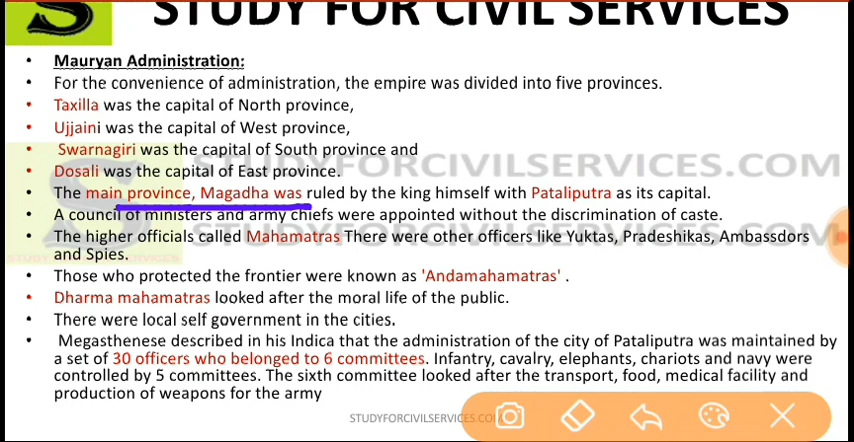 STUDY FOR CIVIL SERVICES
• Mauryan Administration:
• For the convenience of administration, the empire was divided into five provinces.
• Taxilla was the capital of North province,
• Ujjaini was the capital of West province,
• Swarnagiri was the capital of South province and
• Dosali was the capital of East province.
• The main province, Magadha was ruled by the king himself with Pataliputra as its capital.
• A council of ministers and army chiefs were appointed without the discrimination of caste.
• The higher officials called Mahamatras There were other officers like Yuktas, Pradeshikas, Ambassdors
and Spies.
• Those who protected the frontier were known as 'Andamahamatras' .
• Dharma mahamatras looked after the moral life of the public.
• There were local self government in the cities.
• Megasthenese described in his Indica that the administration of the city of Pataliputra was maintained by
a set of 30 officers who belonged to 6 committees. Infantry, cavalry, elephants, chariots and navy were
controlled by 5 committees. The sixth committee looked after the transport, food, medical facility and
production of weapons for the army
STUDYFORCIVILSERVICES.COM